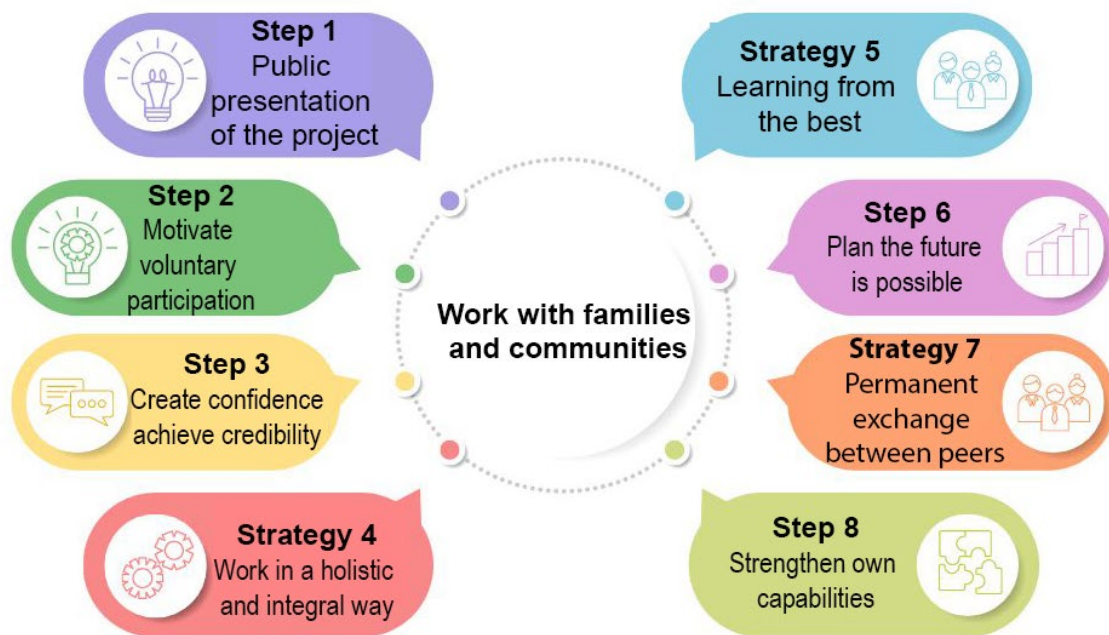 Step 1
Public
presentation
of the project
Step 2
Motivate
voluntary
participation
Step 3
Create confidence
achieve credibility
Strategy 4
Work in a holistic
and integral way
Work with families
and communities
Strategy 5
Learning from
the best
Step 6
Plan the future
is possible
Strategy 7
Permanent
exchange
between peers
Step 8
Strengthen own
capabilities